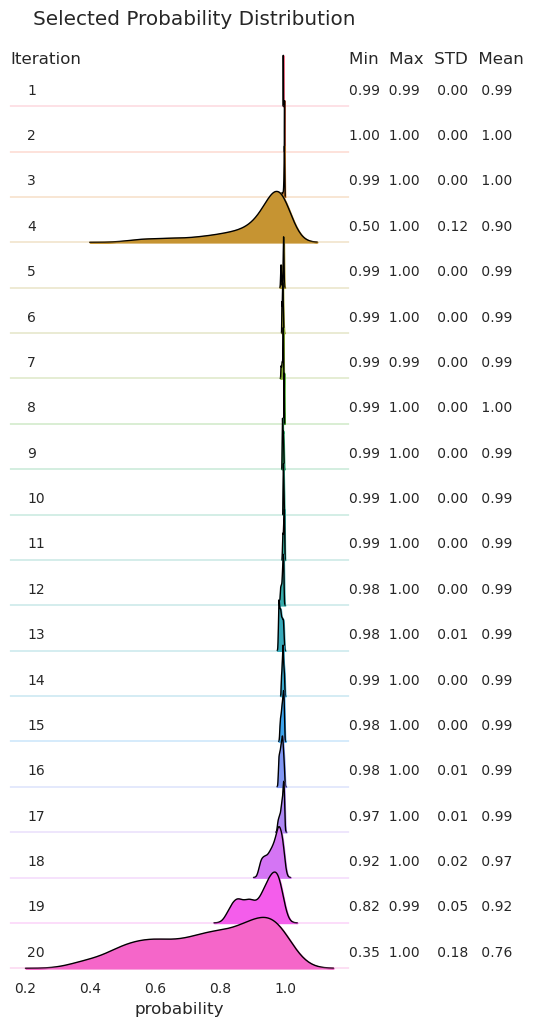 Selected Probability Distribution
Iteration Min Max STD Mean
1 0.99 0.99 0.00 0.99
2 1.00 1.00 0.00 1.00
3 0.99 1.00 0.00 1.00
4 0.50 1.00 0.12 0.90
5 0.99 1.00 0.00 0.99
6 0.99 1.00 0.00 0.99
7 0.99 0.99 0.00 0.99
8 0.99 1.00 0.00 1.00
9 0.99 1.00 0.00 0.99
10 0.99 1.00 0.00 0.99
11 0.99 1.00 0.00 0.99
12 0.98 1.00 0.00 0.99
13 0.98 1.00 0.01 0.99
14 0.99 1.00 0.00 0.99
15 0.98 1.00 0.00 0.99
16 0.98 1.00 0.01 0.99
17 0.97 1.00 0.01 0.99
18 0.92 1.00 0.02 0.97
19 0.82 0.99 0.05 0.92
20 0.35 1.00 0.18 0.76
0.2 0.4 0.6 0.8 1.0
probability